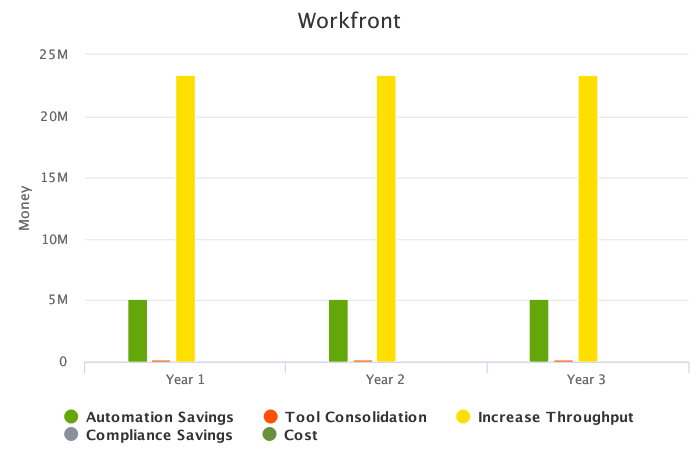 Workfront
25M
20M
15M
10M
5M
0
Money
Year 1
Year 2
Year 3
Automation Savings
Tool Consolidation
Increase Throughput
Compliance Savings
Cost